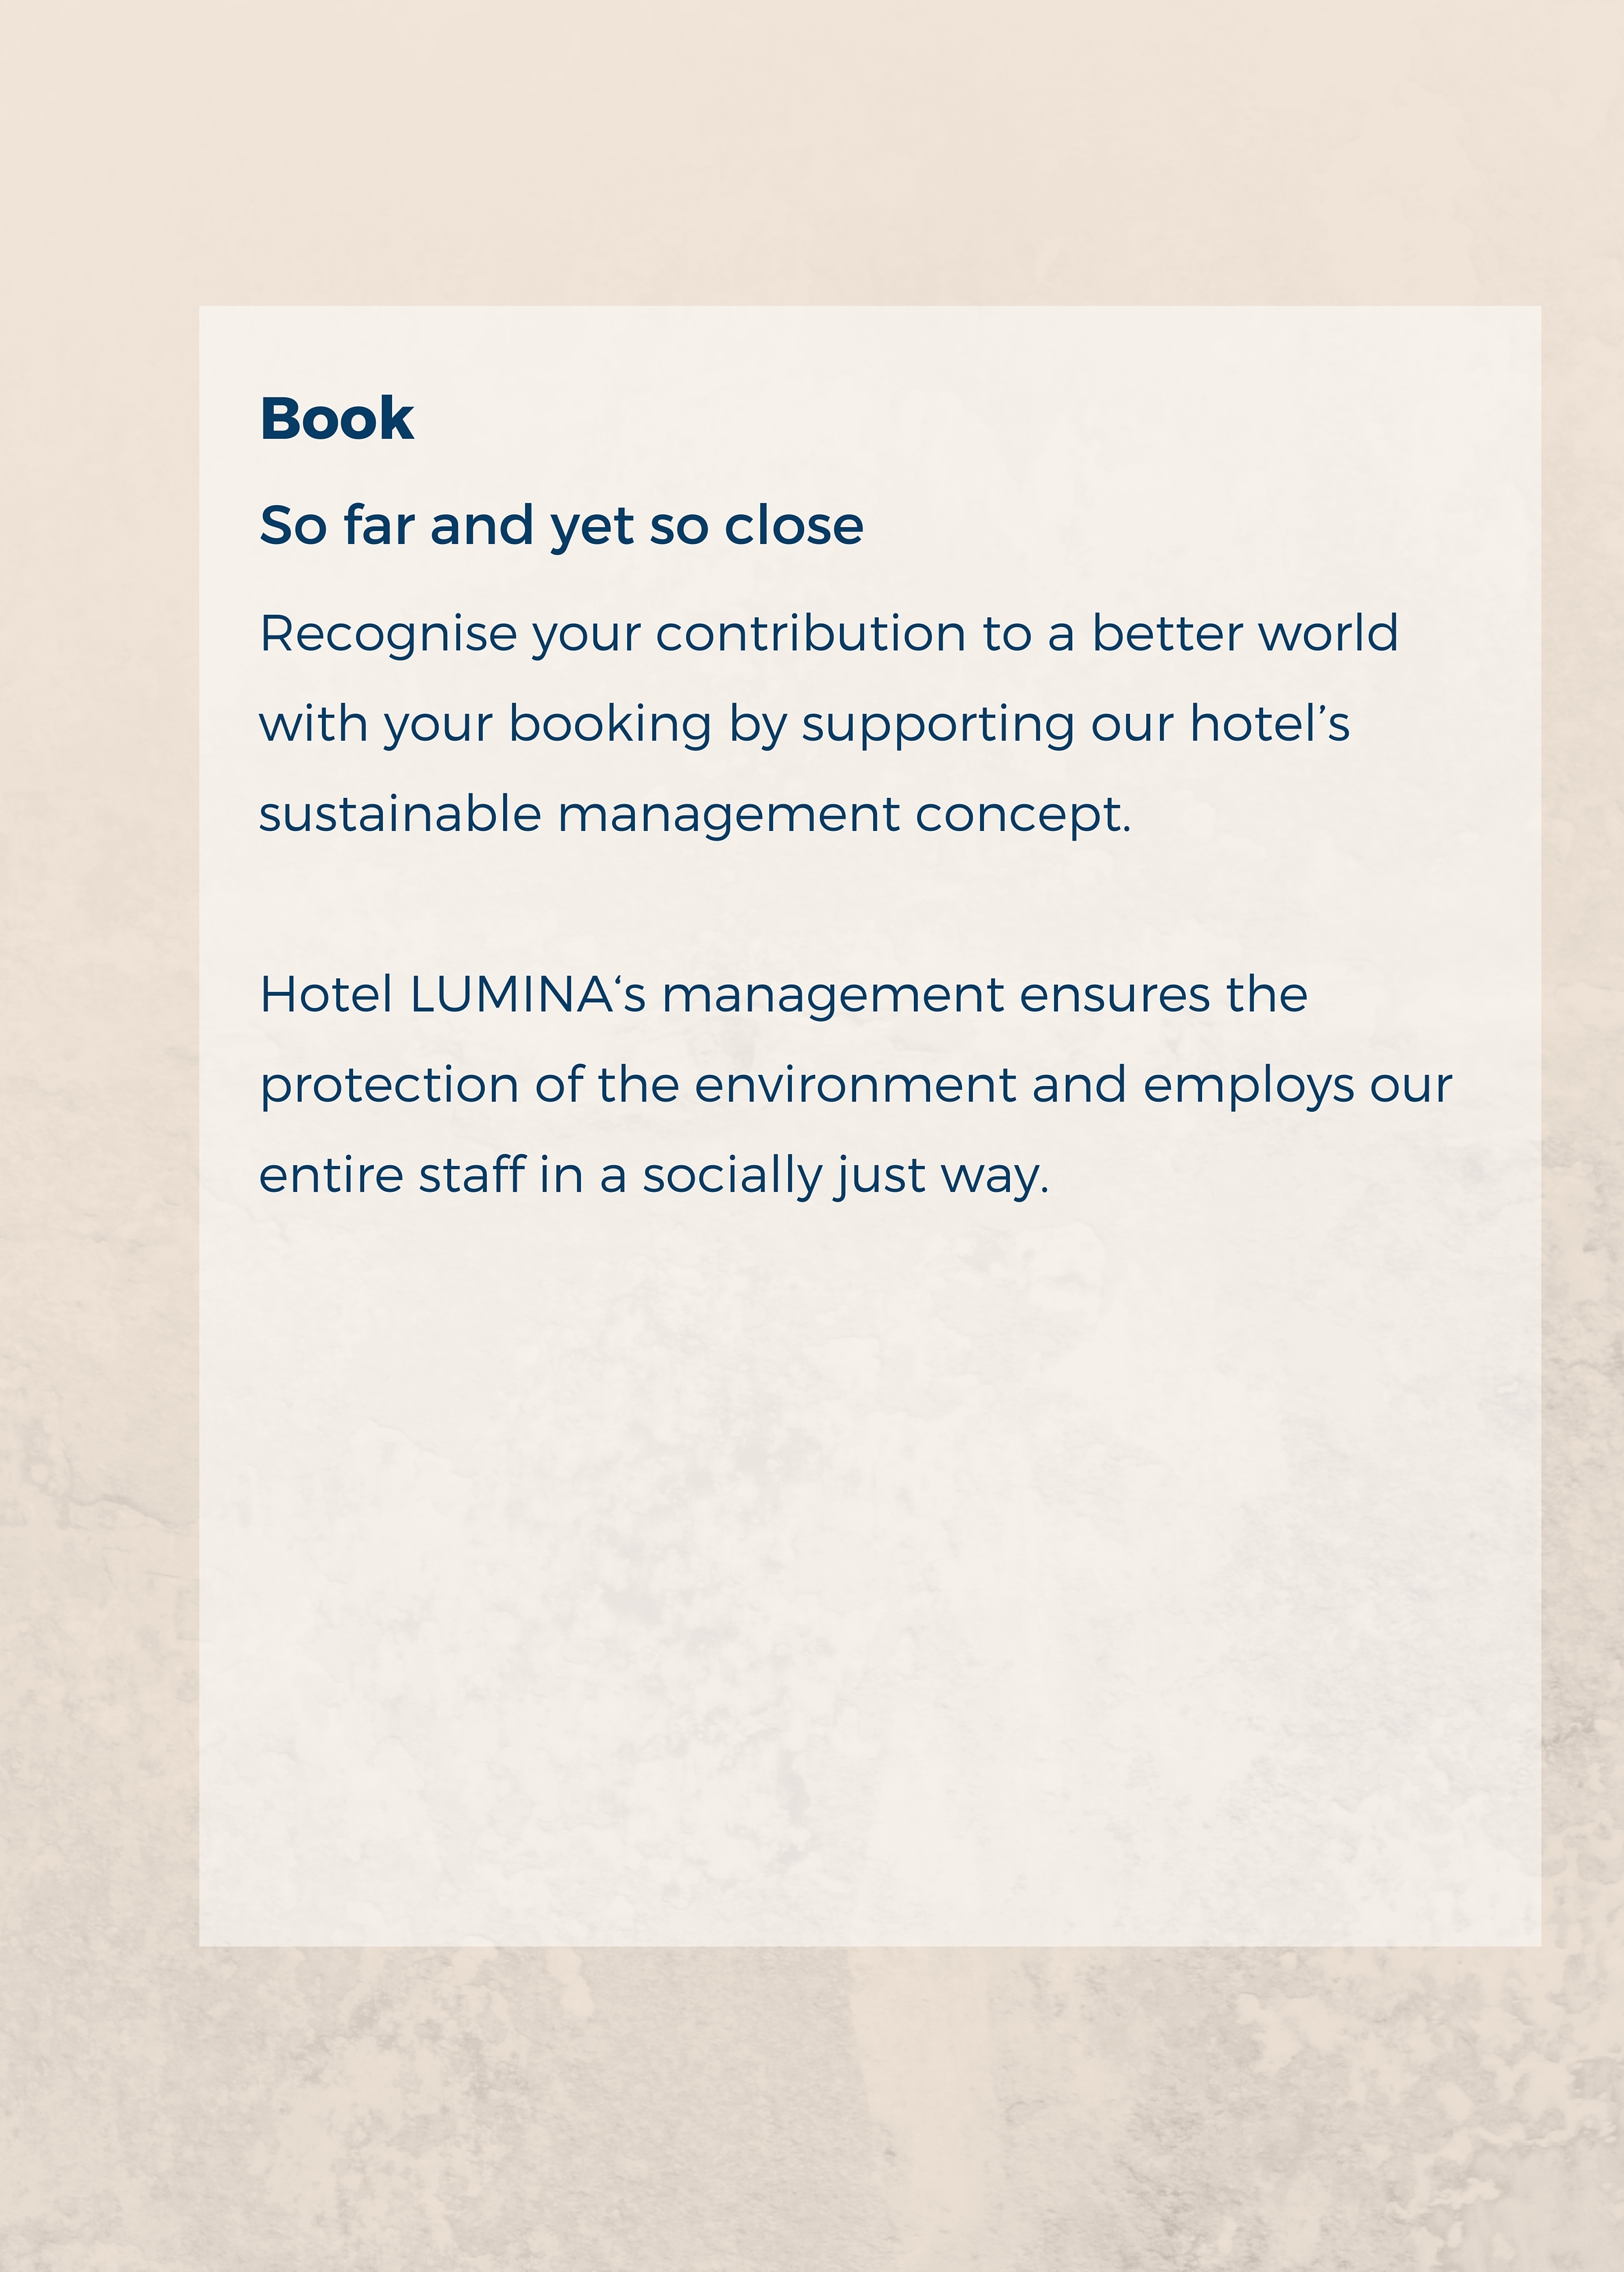 Book
So far and yet so close
Recognise your contribution to a better world
with your booking by supporting our hotel’s
sustainable management concept.
Hotel LUMINA‘s management ensures the
protection of the environment and employs our
entire staff in a socially just way.